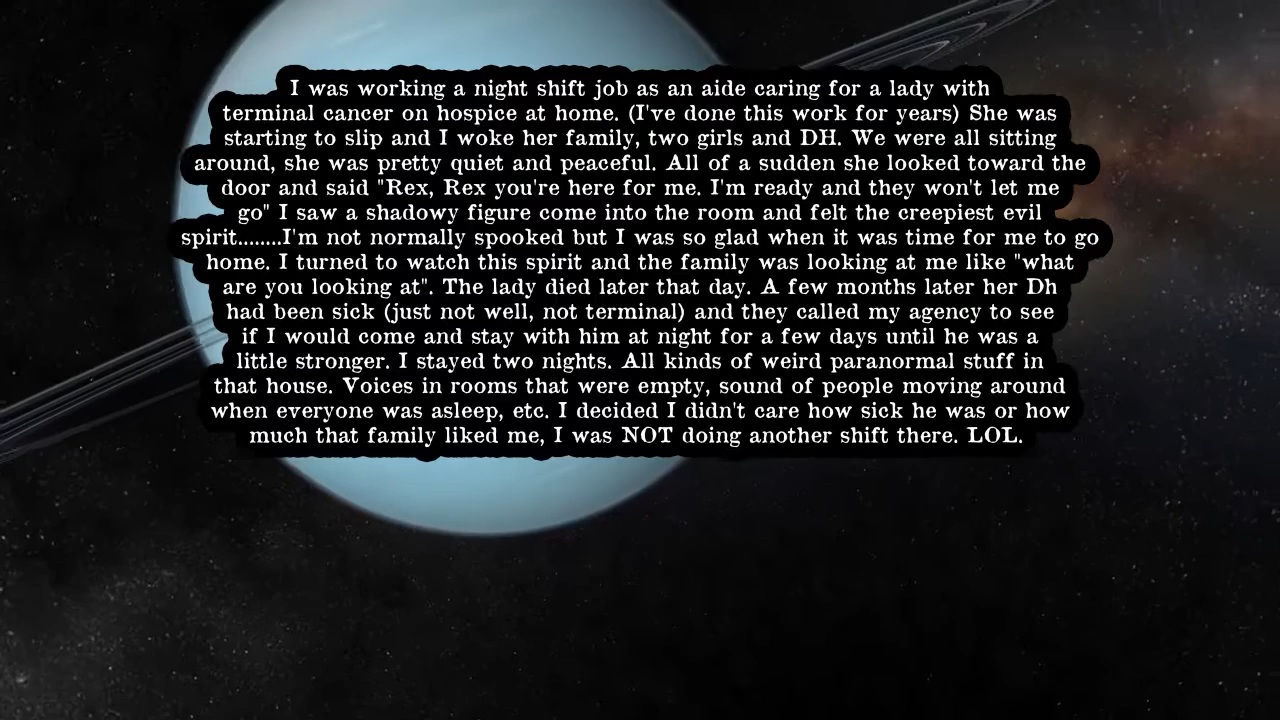 I was working a night shift job as an aide caring for a lady with
terminal cancer on hospice at home. (I've done this work for years) She was
starting to slip and I woke her family, two girls and DH. We were all sitting
around, she was pretty quiet and peaceful. All of a sudden she looked toward the
door and said "Rex, Rex you're here for me. I'm ready and they won't let me
go" I saw a shadowy figure come into the room and felt the creepiest evil
spirit........I'm not normally spooked but I was so glad when it was time for me to go
home. I turned to watch this spirit and the family was looking at me like "what
are you looking at". The lady died later that day. A few months later her Dh
had been sick (just not well, not terminal) and they called my agency to see
if I would come and stay with him at night for a few days until he was a
little stronger. I stayed two nights. All kinds of weird paranormal stuff in
that house. Voices in rooms that were empty, sound of people moving around
when everyone was asleep, etc. I decided I didn't care how sick he was or how
much that family liked me, I was NOT doing another shift there. LOL.